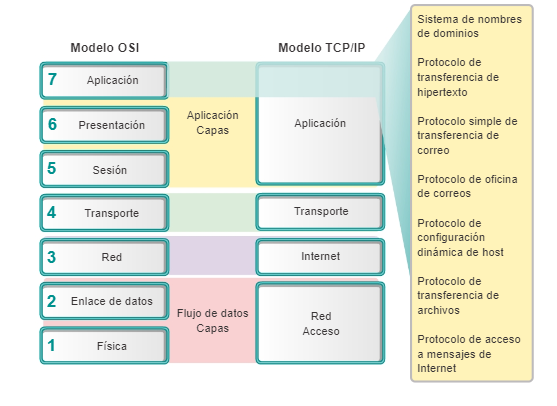 Modelo OSI
Modelo TCP/IP
7 Aplicación
6 Presentación
5 Sesión
4 Transporte
3 Red
2 Enlace de datos
1 Física
Aplicación
Capas
Flujo de datos
Capas
Aplicación
Transporte
Internet
Red
Acceso
Sistema de nombres
de dominios
Protocolo de
transferencia de
hipertexto
Protocolo simple de
transferencia de
correo
Protocolo de oficina
de correos
Protocolo de
configuración
dinámica de host
Protocolo de
transferencia de
archivos
Protocolo de acceso
a mensajes de
Internet